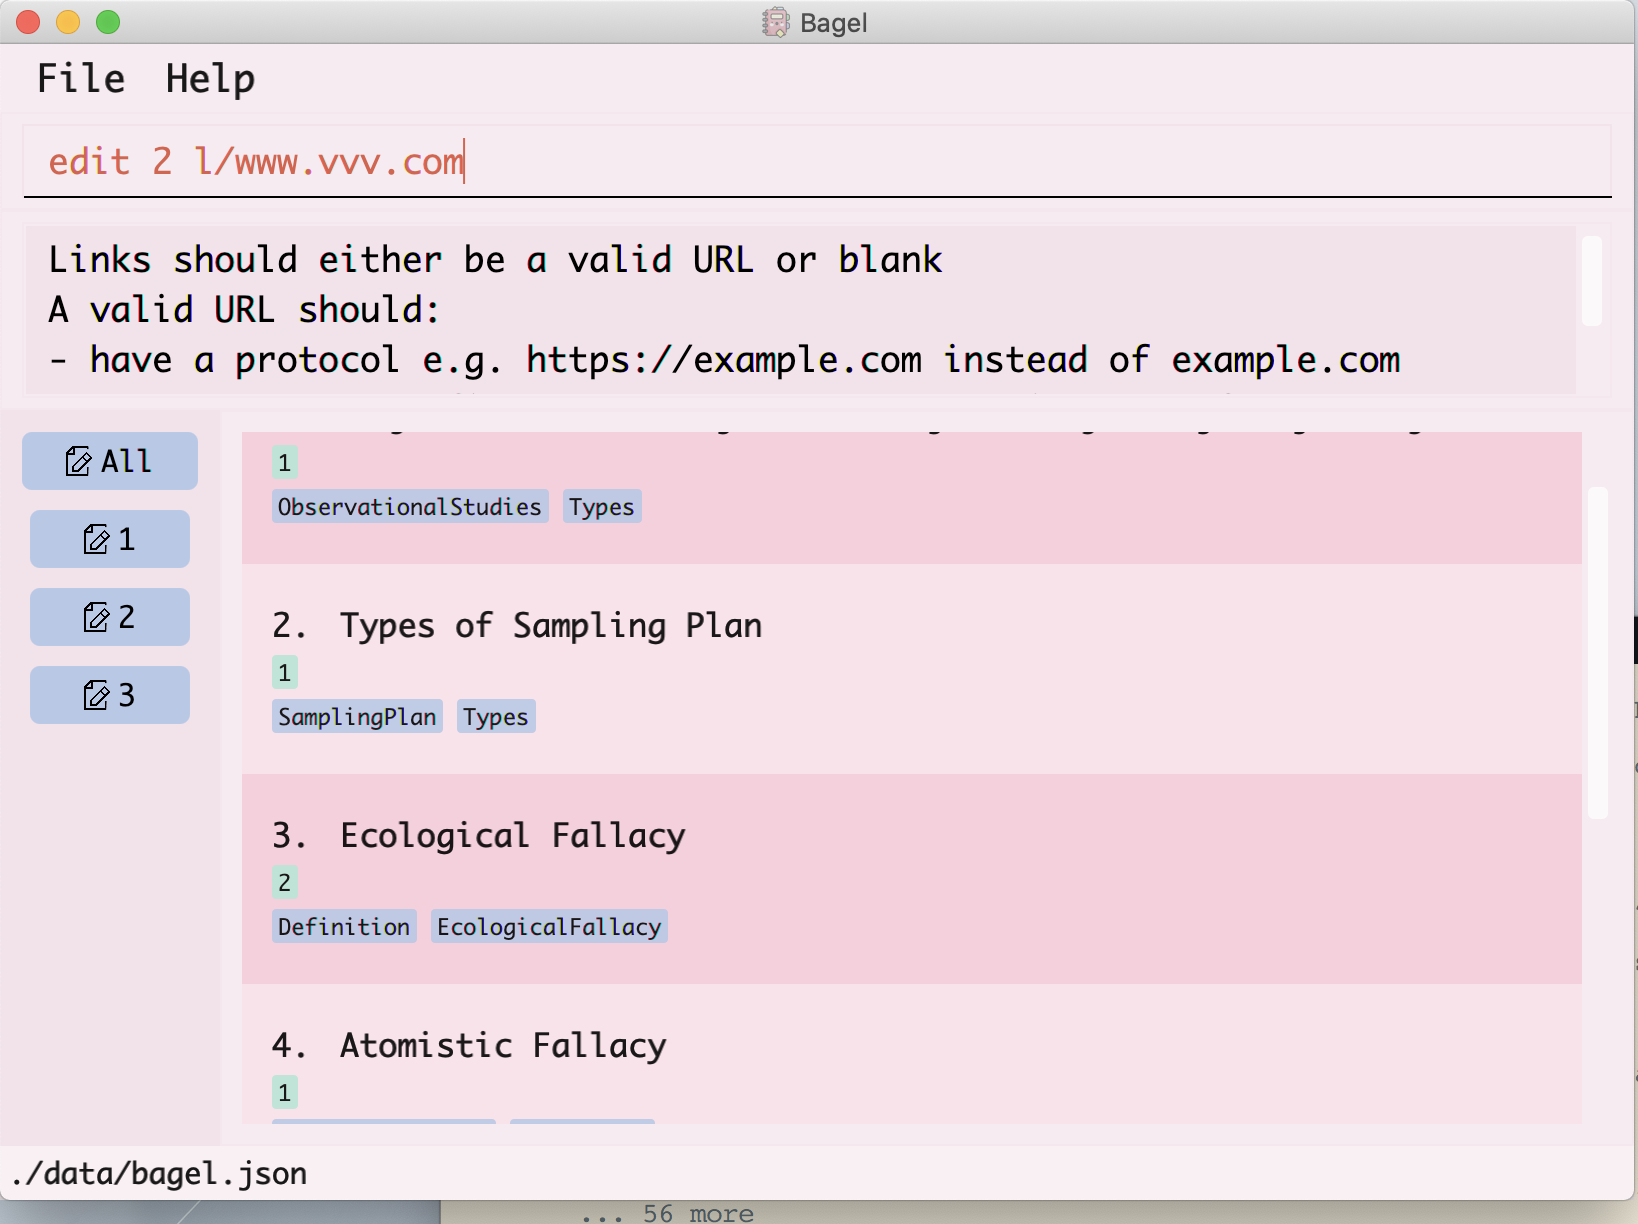 Bagel
File Help
edit 2 l/www.vvv.com
Links should either be a valid URL or blank
A valid URL should:
- have a protocol e.g. https://example.com instead of example.com
All
1
2
3
1
ObservationalStudies Types
2. Types of Sampling Plan
1
SamplingPlan Types
3. Ecological Fallacy
2
Definition EcologicalFallacy
4. Atomistic Fallacy
1
./data/bagel.json
... 56 more